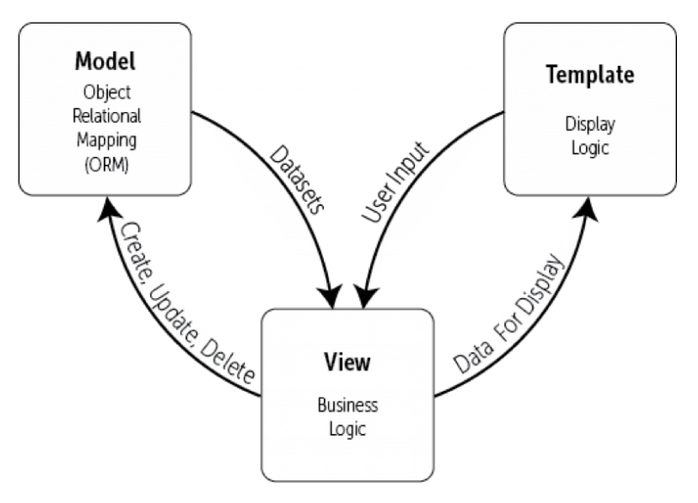 Model
Object
Relational
Mapping
(ORM)
Template
Display
Logic
Datasets
User Input
Create, Update, Delete
Data For Display
View
Business
Logic